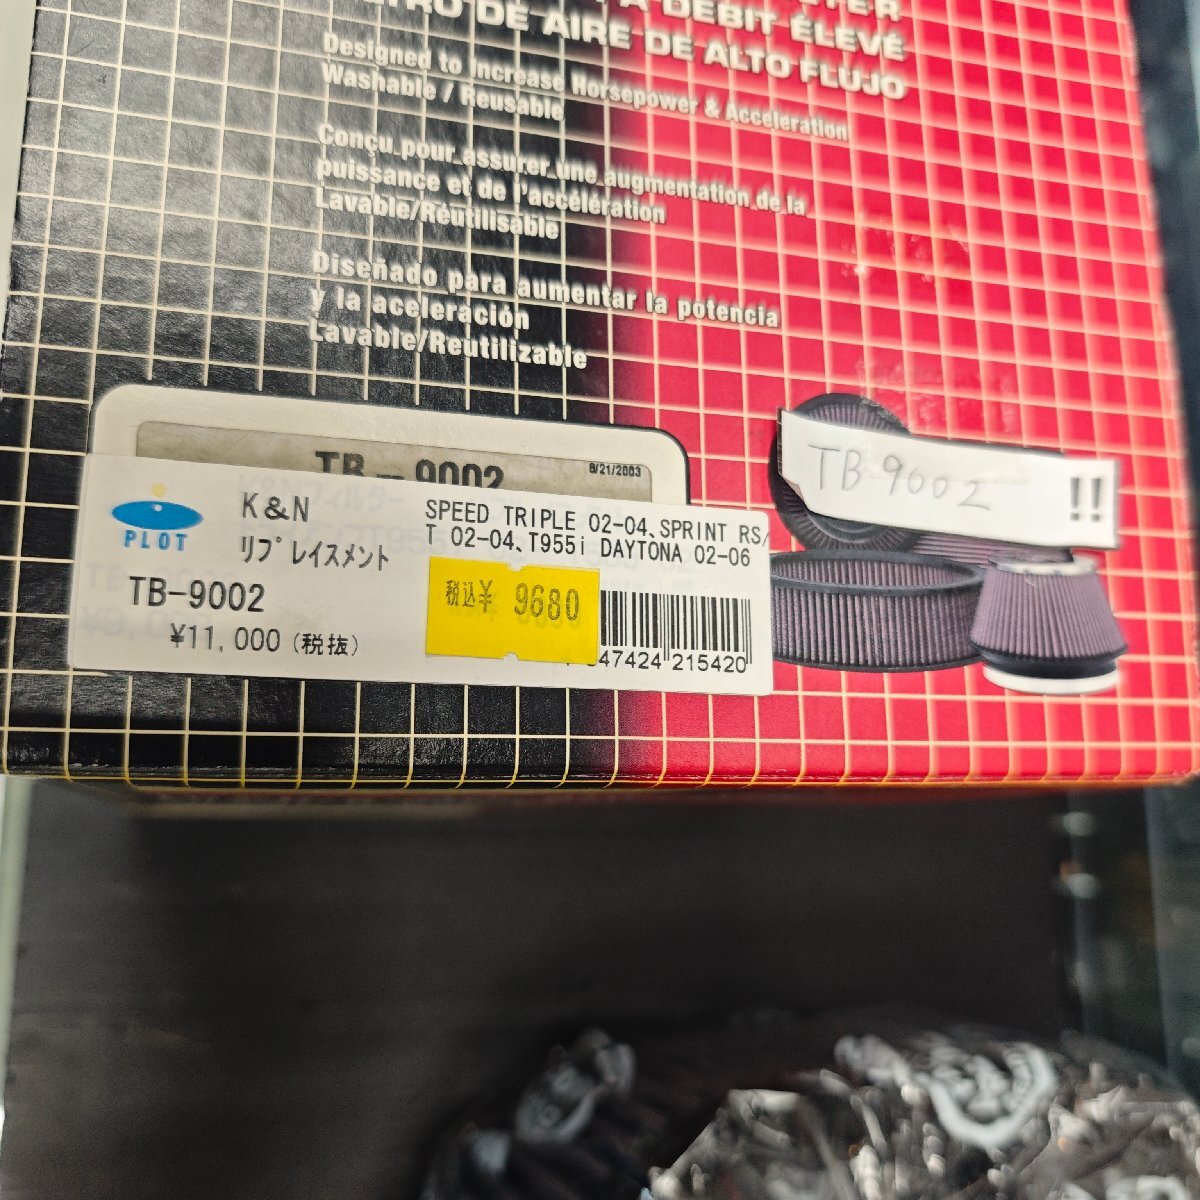 À DÉBIT ÉLEVÉ
DE AIRE DE ALTO FLUJO
Designed to Increase Horsepower & Acceleration
Washable / Reusable
Conçu pour assurer une augmentation de la
puissance et de l'accélération
Lavable/Réutilisable
Diseñado para aumentar la potencia
y la aceleración
Lavable/Reutilizable
TB-9002
8/21/2003
TB-9002
!!
PLOT
K&N
リプレイスメント
TB-9002
¥11,000 (税抜)
SPEED TRIPLE 02-04、SPRINT RS/
T 02-04、T955i DAYTONA 02-06
税込¥ 9680
47424 215420